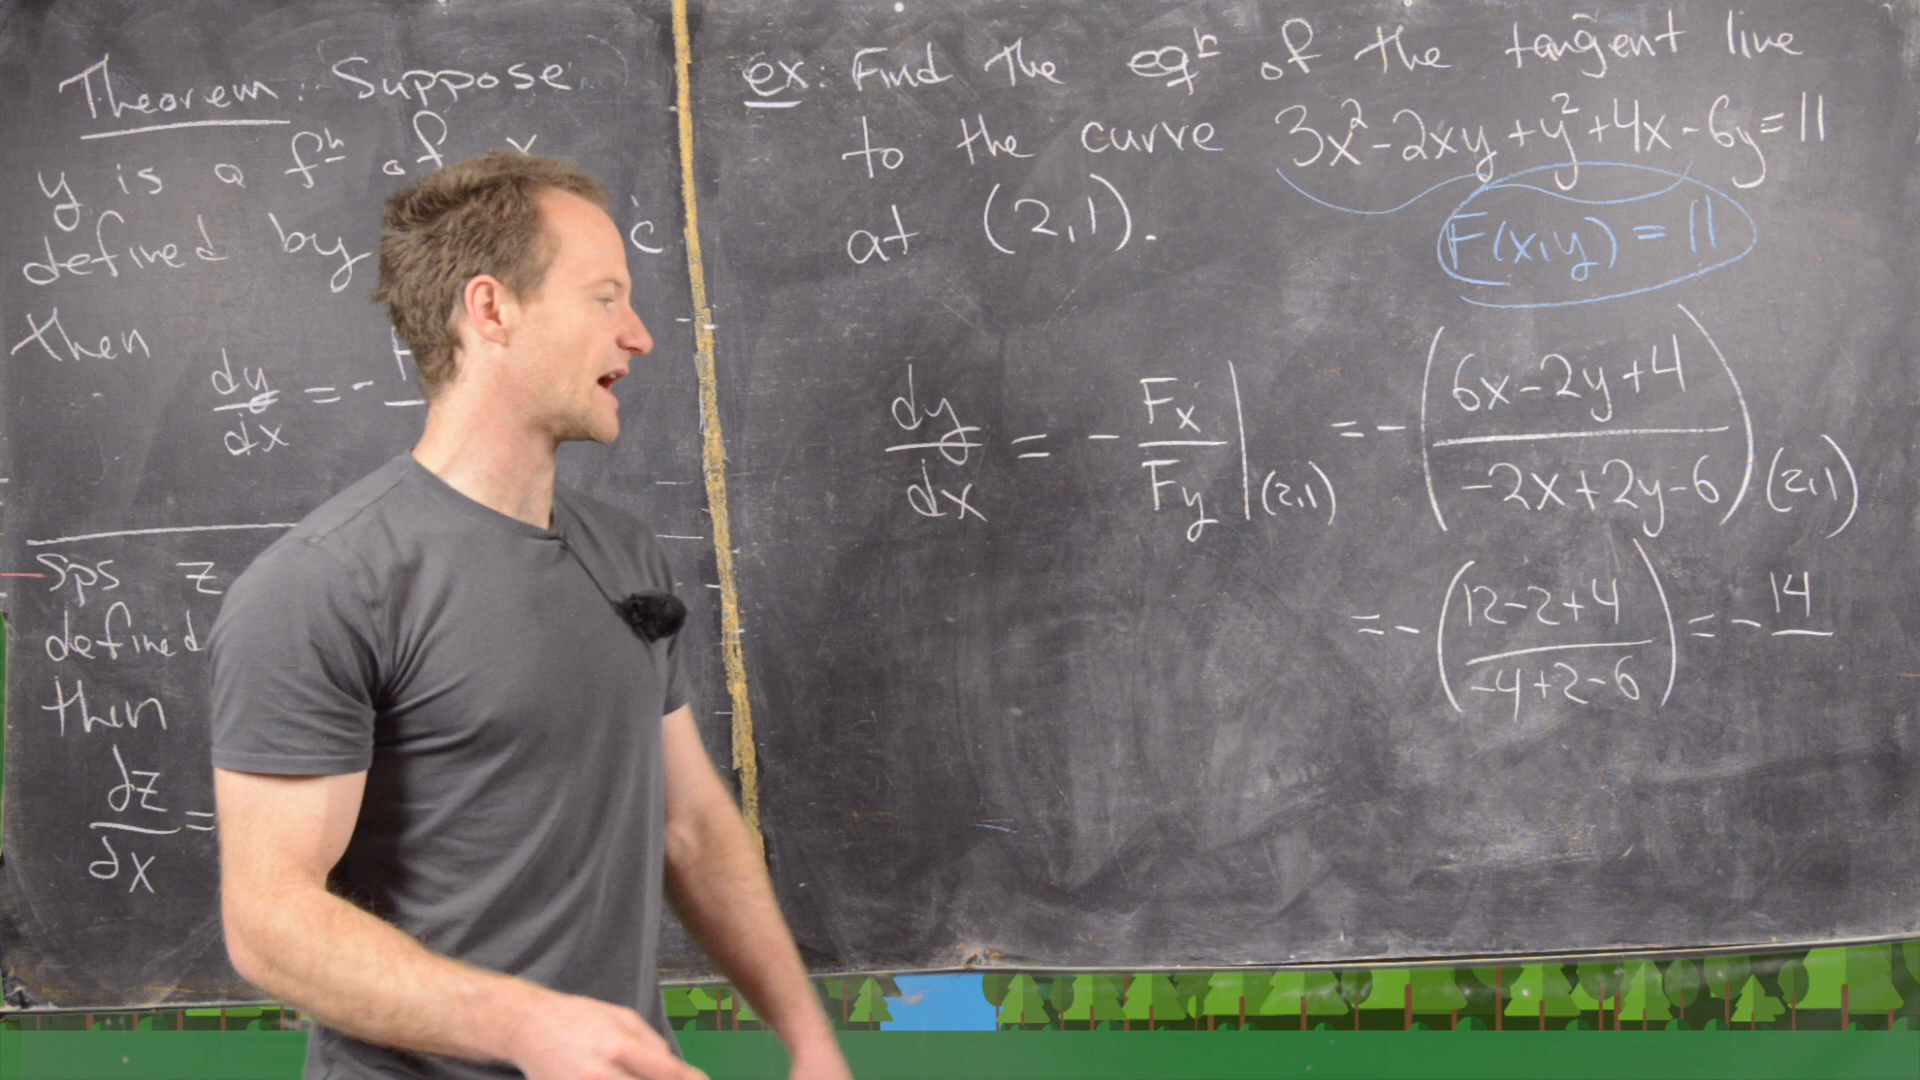 Theorem: Suppose
y is a fⁿ of x
defined by c
then
dy/dx = -
Sps z
defined
then
∂z/∂x =
ex: Find the eqⁿ of the tangent line
to the curve 3x²-2xy+y²+4x-6y=11
at (2,1).
F(x,y) = 11
dy/dx = - Fx/Fy |(2,1) = -((6x-2y+4)/(-2x+2y-6))(2,1)
= -((12-2+4)/(-4+2-6)) = - 14/